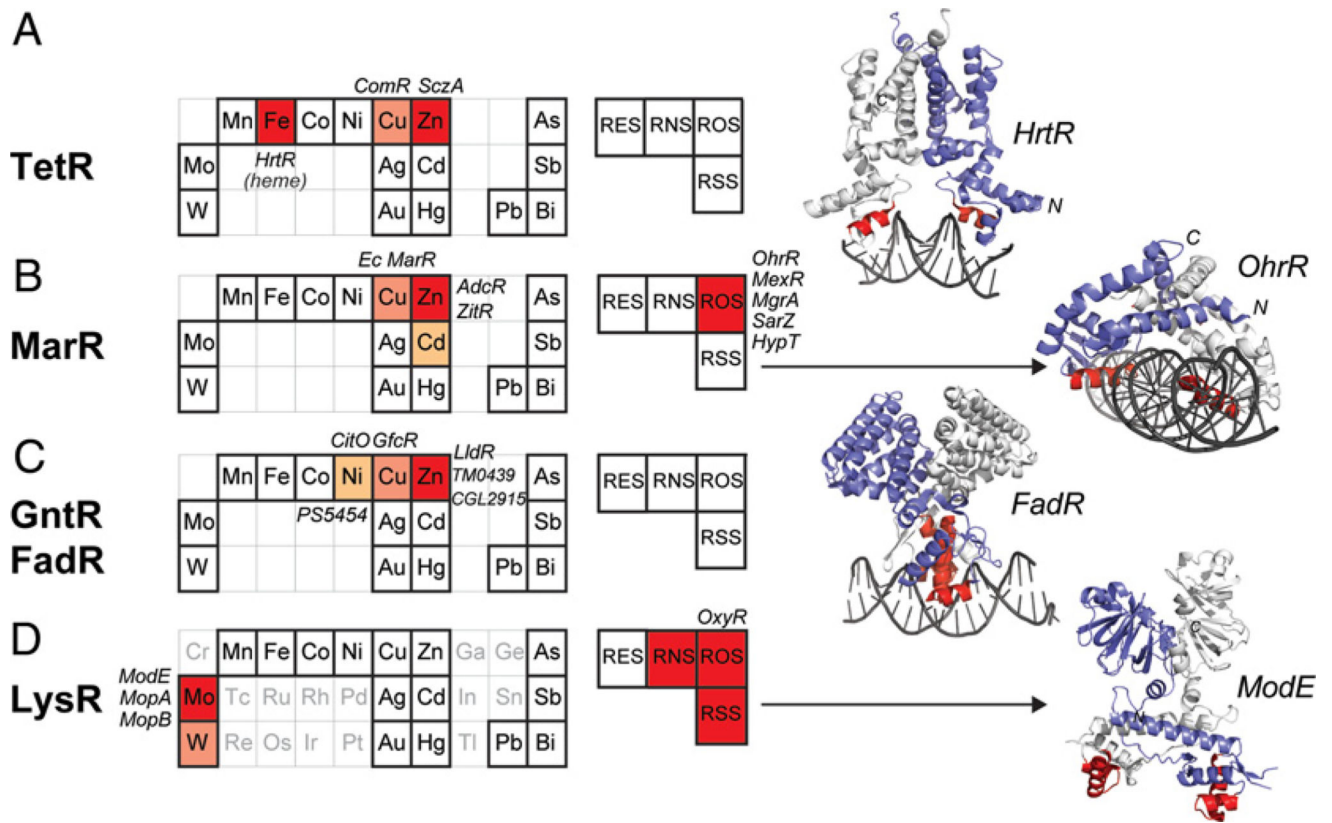 A
ComR SczA
Mn Fe Co Ni Cu Zn As
RES RNS ROS
HrtR
TetR
Mo
HrtR
(heme)
Ag Cd Sb
RSS
W Au Hg Pb Bi
C
N
B
Ec MarR
Mn Fe Co Ni Cu Zn
AdcR
ZitR
As
RES RNS ROS
OhrR
MexR
MgrA
SarZ
HypT
C
OhrR
N
MarR
Mo Ag Cd Sb
RSS
W Au Hg Pb Bi
C
CitO GfcR
Mn Fe Co Ni Cu Zn
LldR
TM0439
CGL2915
As
RES RNS ROS
GntR
FadR
PS5454
Mo Ag Cd Sb
RSS
W Au Hg Pb Bi
FadR
D
OxyR
Cr Mn Fe Co Ni Cu Zn Ga Ge As
RES RNS ROS
LysR
ModE
MopA
MopB
Mo Tc Ru Rh Pd Ag Cd In Sn Sb
RSS
W Re Os Ir Pt Au Hg Tl Pb Bi
C
N
ModE